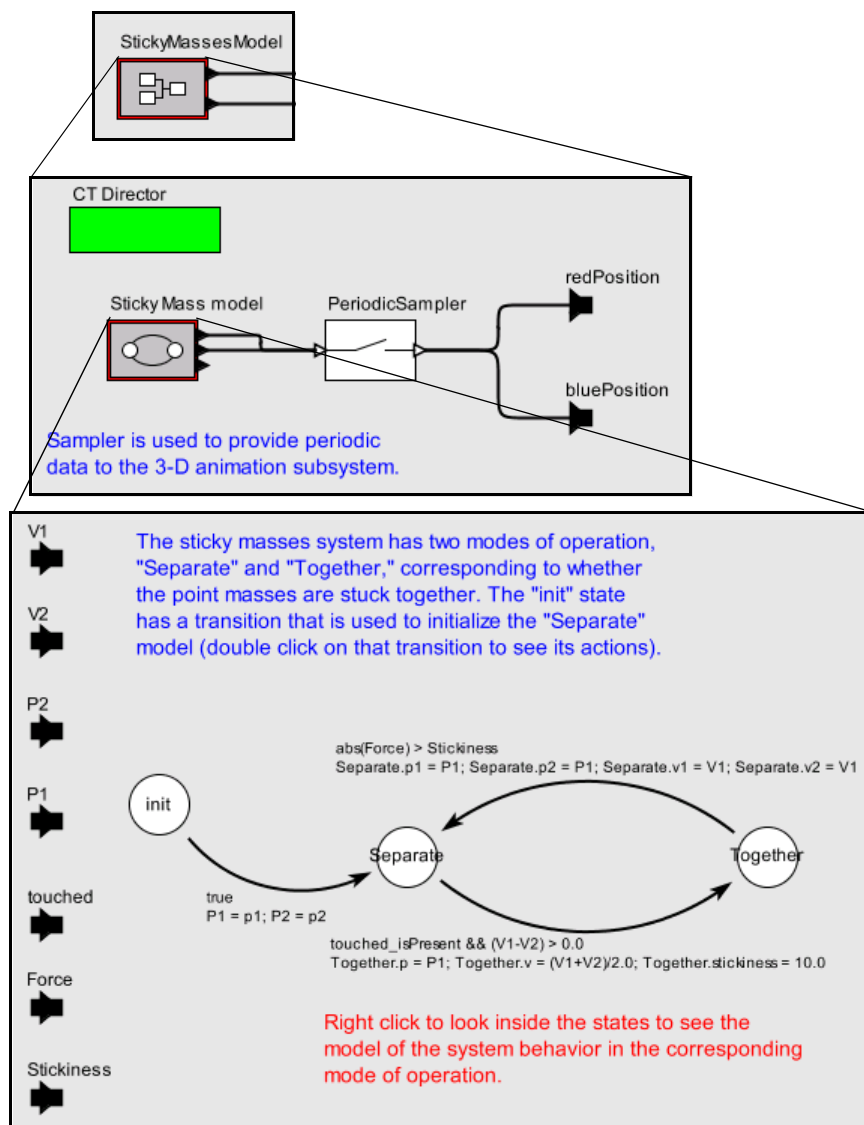 StickyMassesModel
CT Director
Sticky Mass model
PeriodicSampler
redPosition
bluePosition
Sampler is used to provide periodic
data to the 3-D animation subsystem.
V1
The sticky masses system has two modes of operation,
"Separate" and "Together," corresponding to whether
the point masses are stuck together. The "init" state
has a transition that is used to initialize the "Separate"
model (double click on that transition to see its actions).
V2
P2
P1
touched
Force
Stickiness
abs(Force) > Stickiness
Separate.p1 = P1; Separate.p2 = P1; Separate.v1 = V1; Separate.v2 = V1
init
Separate
Together
true
P1 = p1; P2 = p2
touched_isPresent && (V1-V2) > 0.0
Together.p = P1; Together.v = (V1+V2)/2.0; Together.stickiness = 10.0
Right click to look inside the states to see the
model of the system behavior in the corresponding
mode of operation.